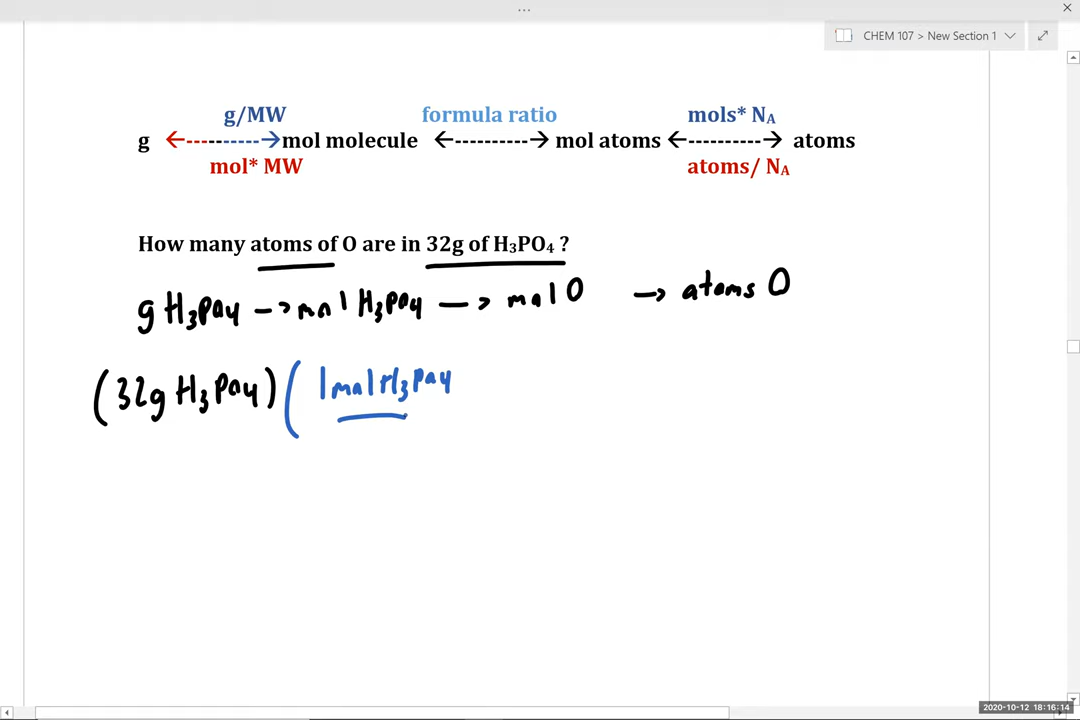 ...
CHEM 107 > New Section 1
g/MW formula ratio mols* NA
g <-------> mol molecule <----------> mol atoms <----------> atoms
mol* MW atoms/ NA
How many atoms of O are in 32g of H₃PO₄ ?
g H₃PO₄ → mol H₃PO₄ → mol O → atoms O
(32g H₃PO₄) ( 1 mol H₃PO₄
2020-10-12 18:16:14